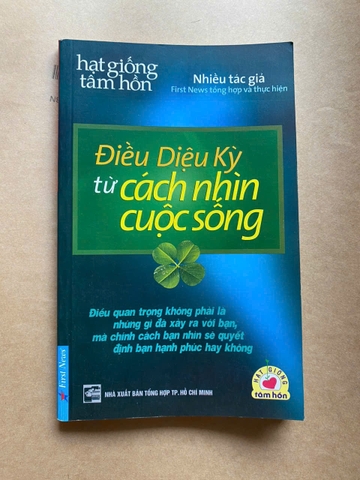 hạt giống
tâm hồn
Nhiều tác giả
First News tổng hợp và thực hiện
Điều Diệu Kỳ
từ cách nhìn
cuộc sống
Điều quan trọng không phải là
những gì đã xảy ra với bạn,
mà chính cách bạn nhìn sẽ quyết
định bạn hạnh phúc hay không
First News
NHÀ XUẤT BẢN TỔNG HỢP TP. HỒ CHÍ MINH
HẠT GIỐNG
tâm hồn